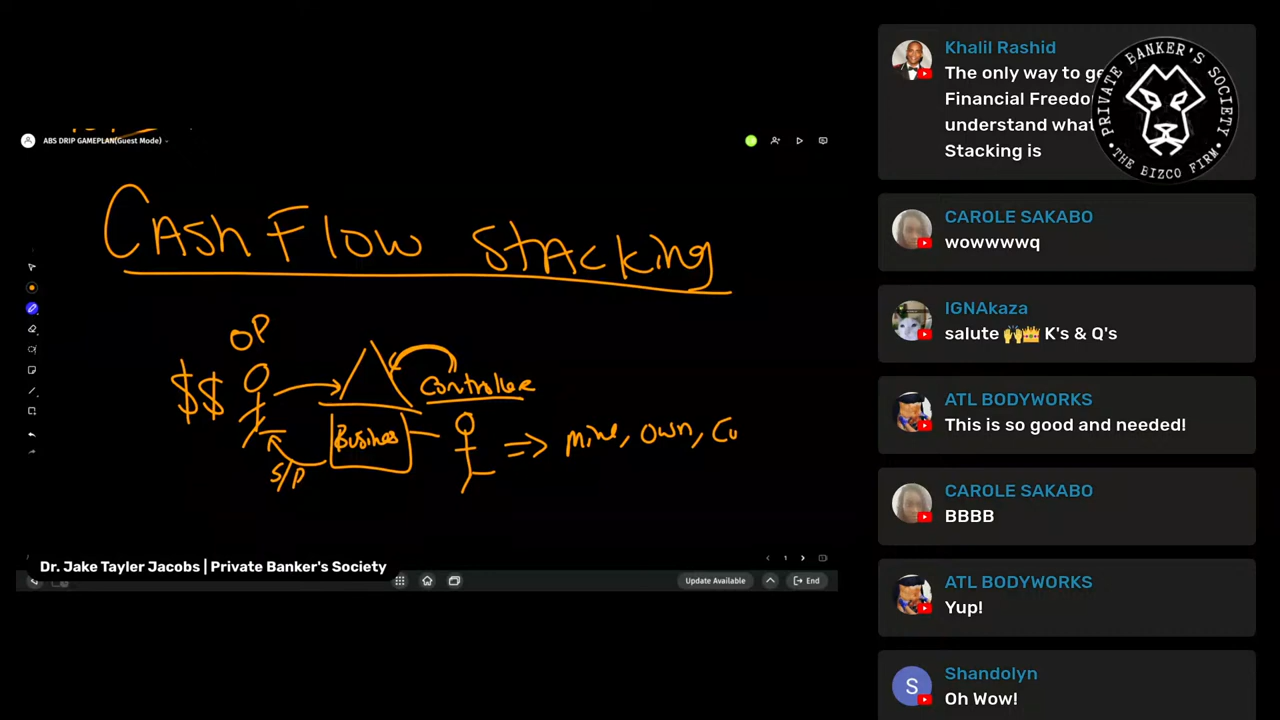 ABS DRIP GAMEPLAN(Guest Mode)
Cash Flow Stacking
OP
$$
Controller
Business
S/P
mine, own, Co
Dr. Jake Tayler Jacobs | Private Banker's Society
1
Update Available
End
Khalil Rashid
The only way to ge
Financial Freedo
understand what
Stacking is
PRIVATE BANKER'S SOCIETY
• THE BIZCO FIRM •
CAROLE SAKABO
wowwwwq
IGNAkaza
salute 🙌👑 K's & Q's
ATL BODYWORKS
This is so good and needed!
CAROLE SAKABO
BBBB
ATL BODYWORKS
Yup!
S
Shandolyn
Oh Wow!